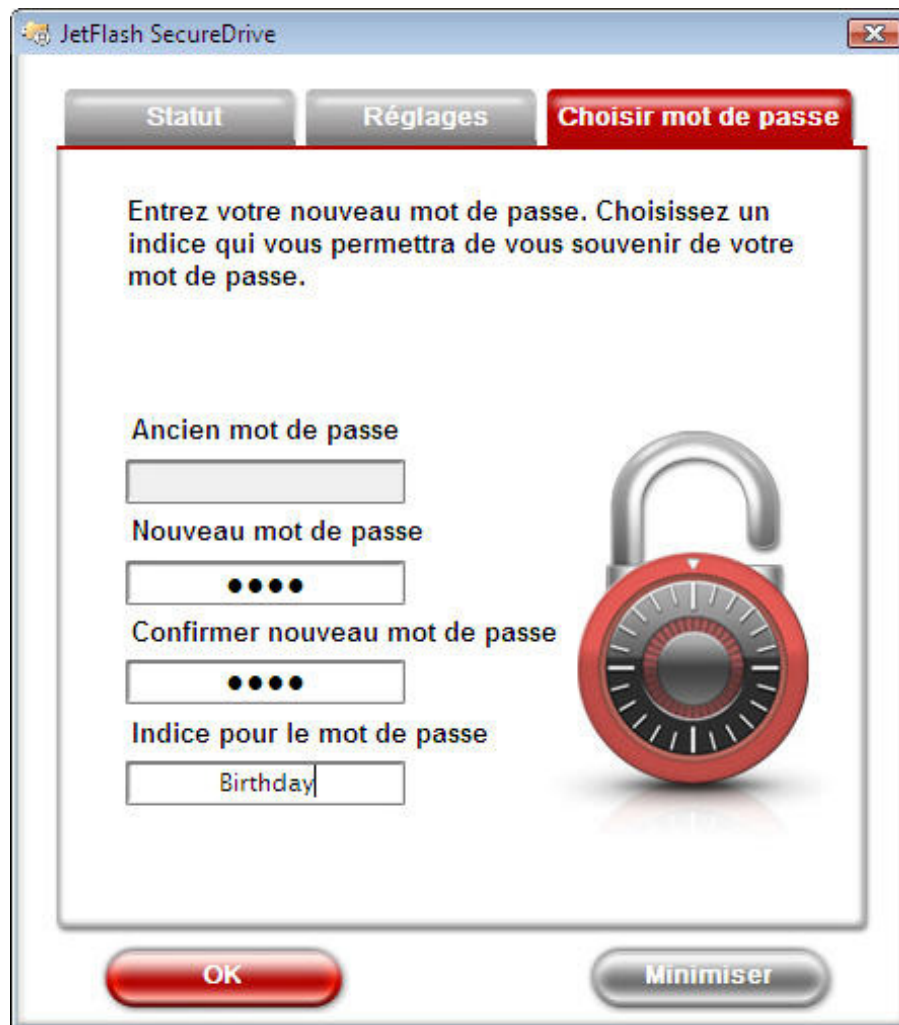 JetFlash SecureDrive
Statut
Réglages
Choisir mot de passe
Entrez votre nouveau mot de passe. Choisissez un
indice qui vous permettra de vous souvenir de votre
mot de passe.
Ancien mot de passe
Nouveau mot de passe
••••
Confirmer nouveau mot de passe
••••
Indice pour le mot de passe
Birthday
OK
Minimiser